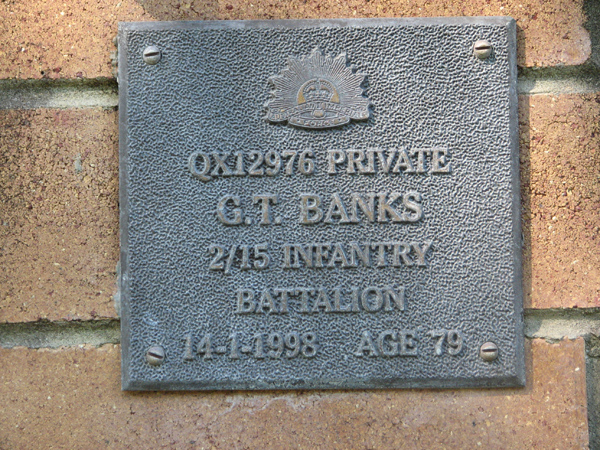 QX12976 PRIVATE
G.T. BANKS
2/15 INFANTRY
BATTALION
14-1-1998 AGE 79